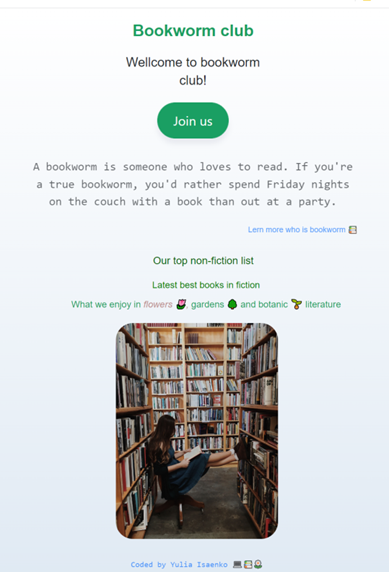 Bookworm club
Wellcome to bookworm
club!
Join us
A bookworm is someone who loves to read. If you're
a true bookworm, you'd rather spend Friday nights
on the couch with a book than out at a party.
Lern more who is bookworm
Our top non-fiction list
Latest best books in fiction
What we enjoy in flowers 🌷, gardens 🌳 and botanic 🌱 literature
Coded by Yulia Isaenko